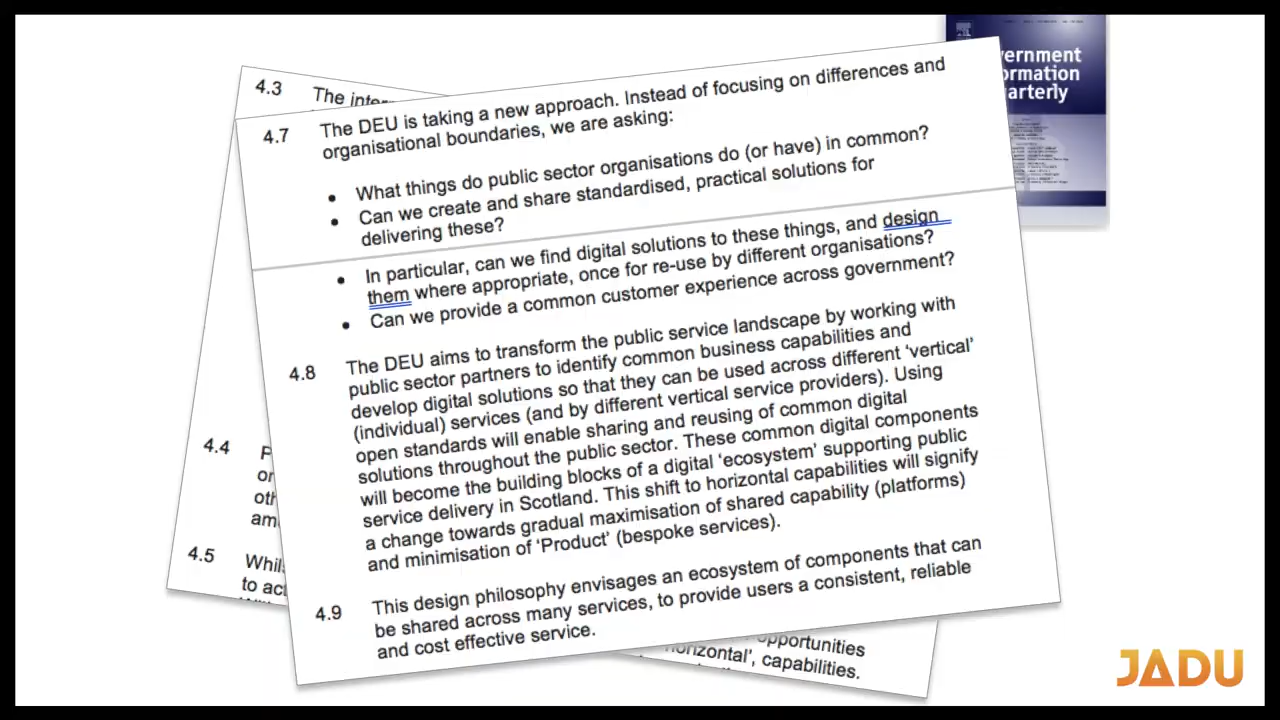 4.3 The inter
4.7 The DEU is taking a new approach. Instead of focusing on differences and
organisational boundaries, we are asking:
• What things do public sector organisations do (or have) in common?
• Can we create and share standardised, practical solutions for
delivering these?
• In particular, can we find digital solutions to these things, and design
them where appropriate, once for re-use by different organisations?
• Can we provide a common customer experience across government?
4.8 The DEU aims to transform the public service landscape by working with
public sector partners to identify common business capabilities and
develop digital solutions so that they can be used across different ‘vertical’
(individual) services (and by different vertical service providers). Using
open standards will enable sharing and reusing of common digital
solutions throughout the public sector. These common digital components
will become the building blocks of a digital ‘ecosystem’ supporting public
service delivery in Scotland. This shift to horizontal capabilities will signify
a change towards gradual maximisation of shared capability (platforms)
and minimisation of ‘Product’ (bespoke services).
4.9 This design philosophy envisages an ecosystem of components that can
be shared across many services, to provide users a consistent, reliable
and cost effective service.
4.4 P
or
oth
am
4.5 Whils
to act
opportunities
horizontal’, capabilities.
vernment
ormation
arterly
JADU